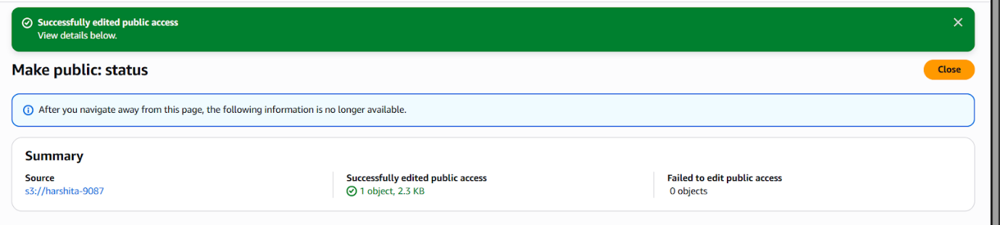 Successfully edited public access
View details below.
Make public: status
Close
After you navigate away from this page, the following information is no longer available.
Summary
Source
s3://harshita-9087
Successfully edited public access
1 object, 2.3 KB
Failed to edit public access
0 objects